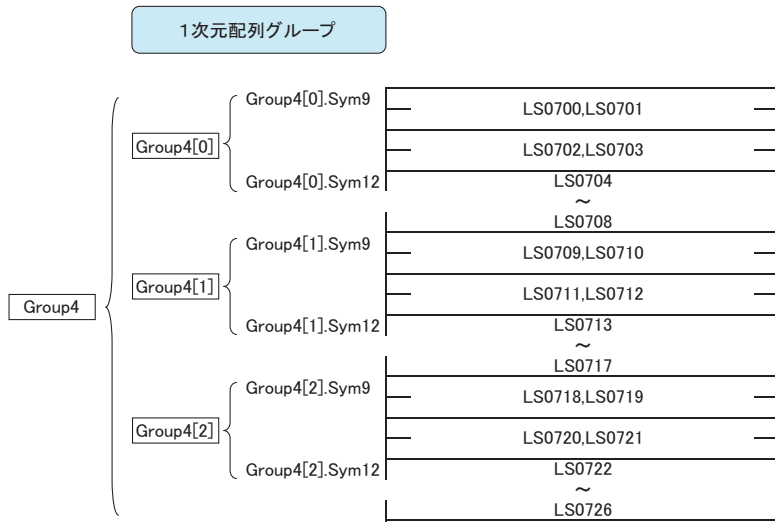 1次元配列グループ
Group4[0].Sym9
LS0700,LS0701
Group4[0]
LS0702,LS0703
Group4[0].Sym12
LS0704
～
LS0708
Group4[1].Sym9
LS0709,LS0710
Group4[1]
LS0711,LS0712
Group4
Group4[1].Sym12
LS0713
～
LS0717
Group4[2].Sym9
LS0718,LS0719
Group4[2]
LS0720,LS0721
Group4[2].Sym12
LS0722
～
LS0726